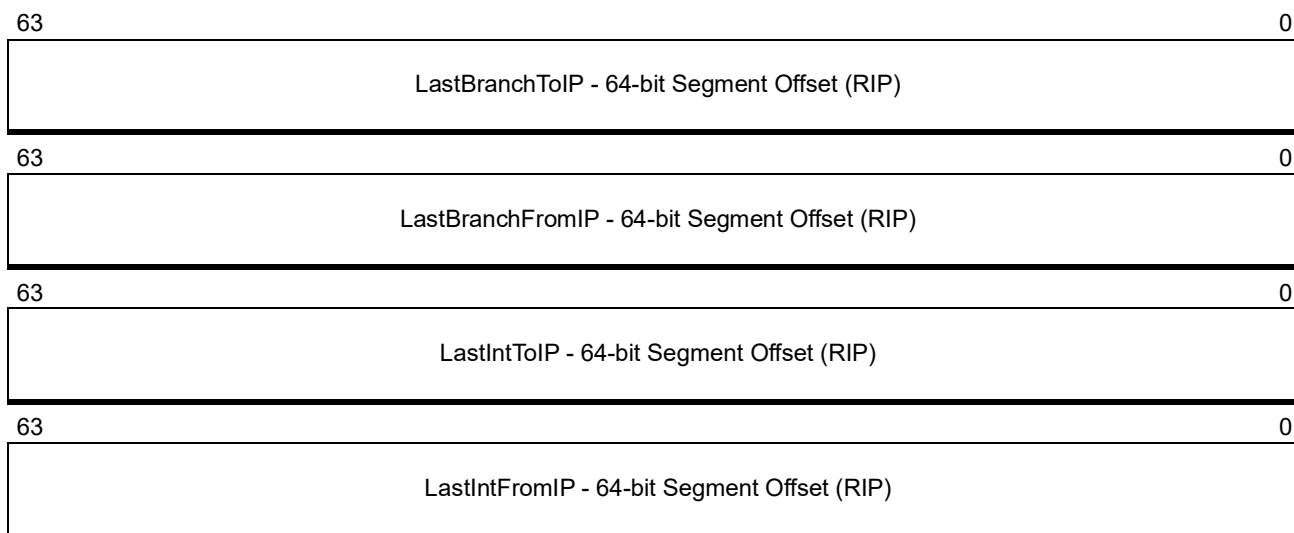 63 0
LastBranchToIP - 64-bit Segment Offset (RIP)
63 0
LastBranchFromIP - 64-bit Segment Offset (RIP)
63 0
LastIntToIP - 64-bit Segment Offset (RIP)
63 0
LastIntFromIP - 64-bit Segment Offset (RIP)